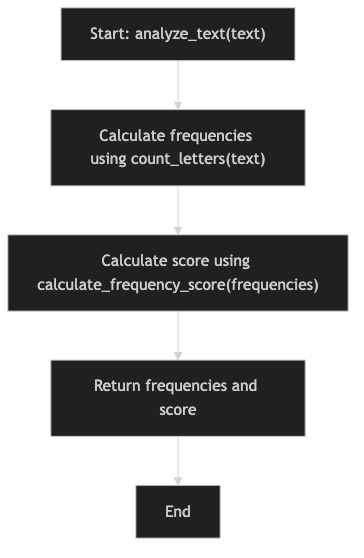 Start: analyze_text(text)
Calculate frequencies
using count_letters(text)
Calculate score using
calculate_frequency_score(frequencies)
Return frequencies and
score
End